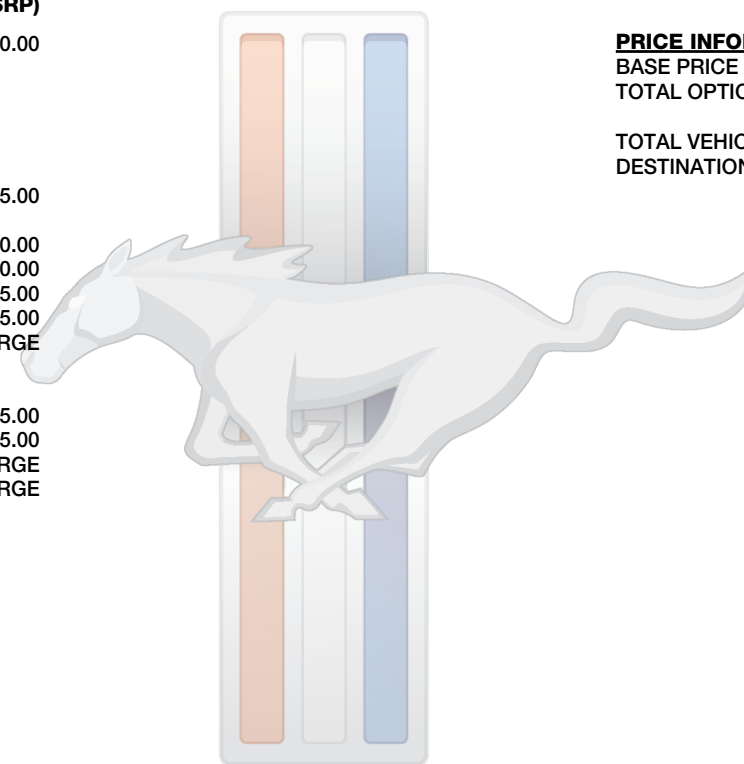 SRP)
0.00
5.00
0.00
0.00
5.00
5.00
RGE
5.00
5.00
RGE
RGE
PRICE INFO
BASE PRICE
TOTAL OPTIO
TOTAL VEHIC
DESTINATION